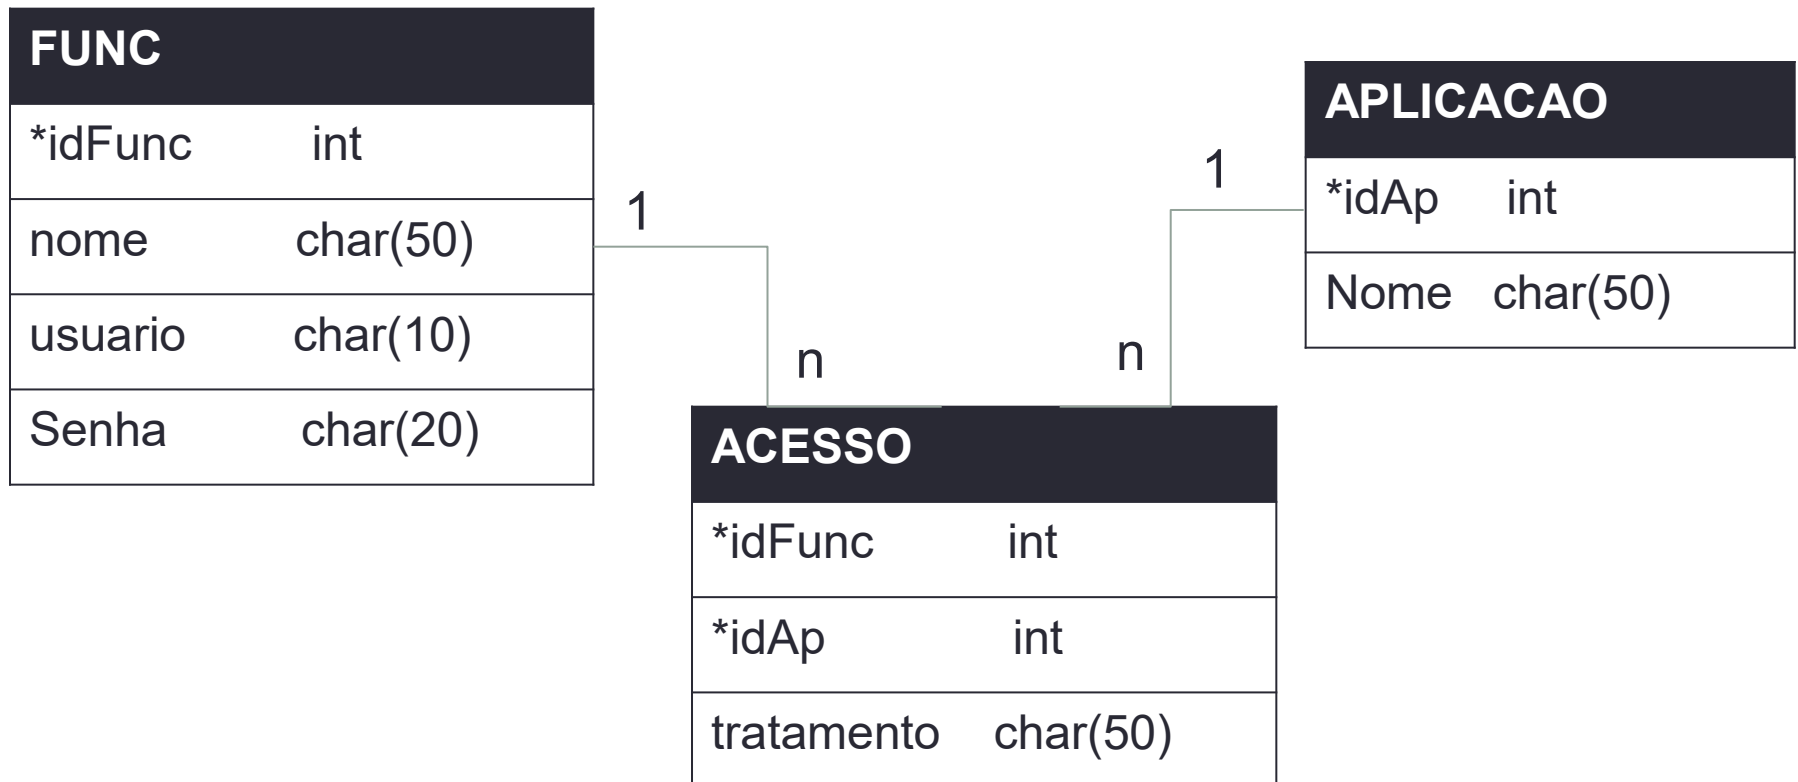 FUNC
*idFunc int
nome char(50)
usuario char(10)
Senha char(20)
1
n
APLICACAO
*idAp int
Nome char(50)
1
n
ACESSO
*idFunc int
*idAp int
tratamento char(50)